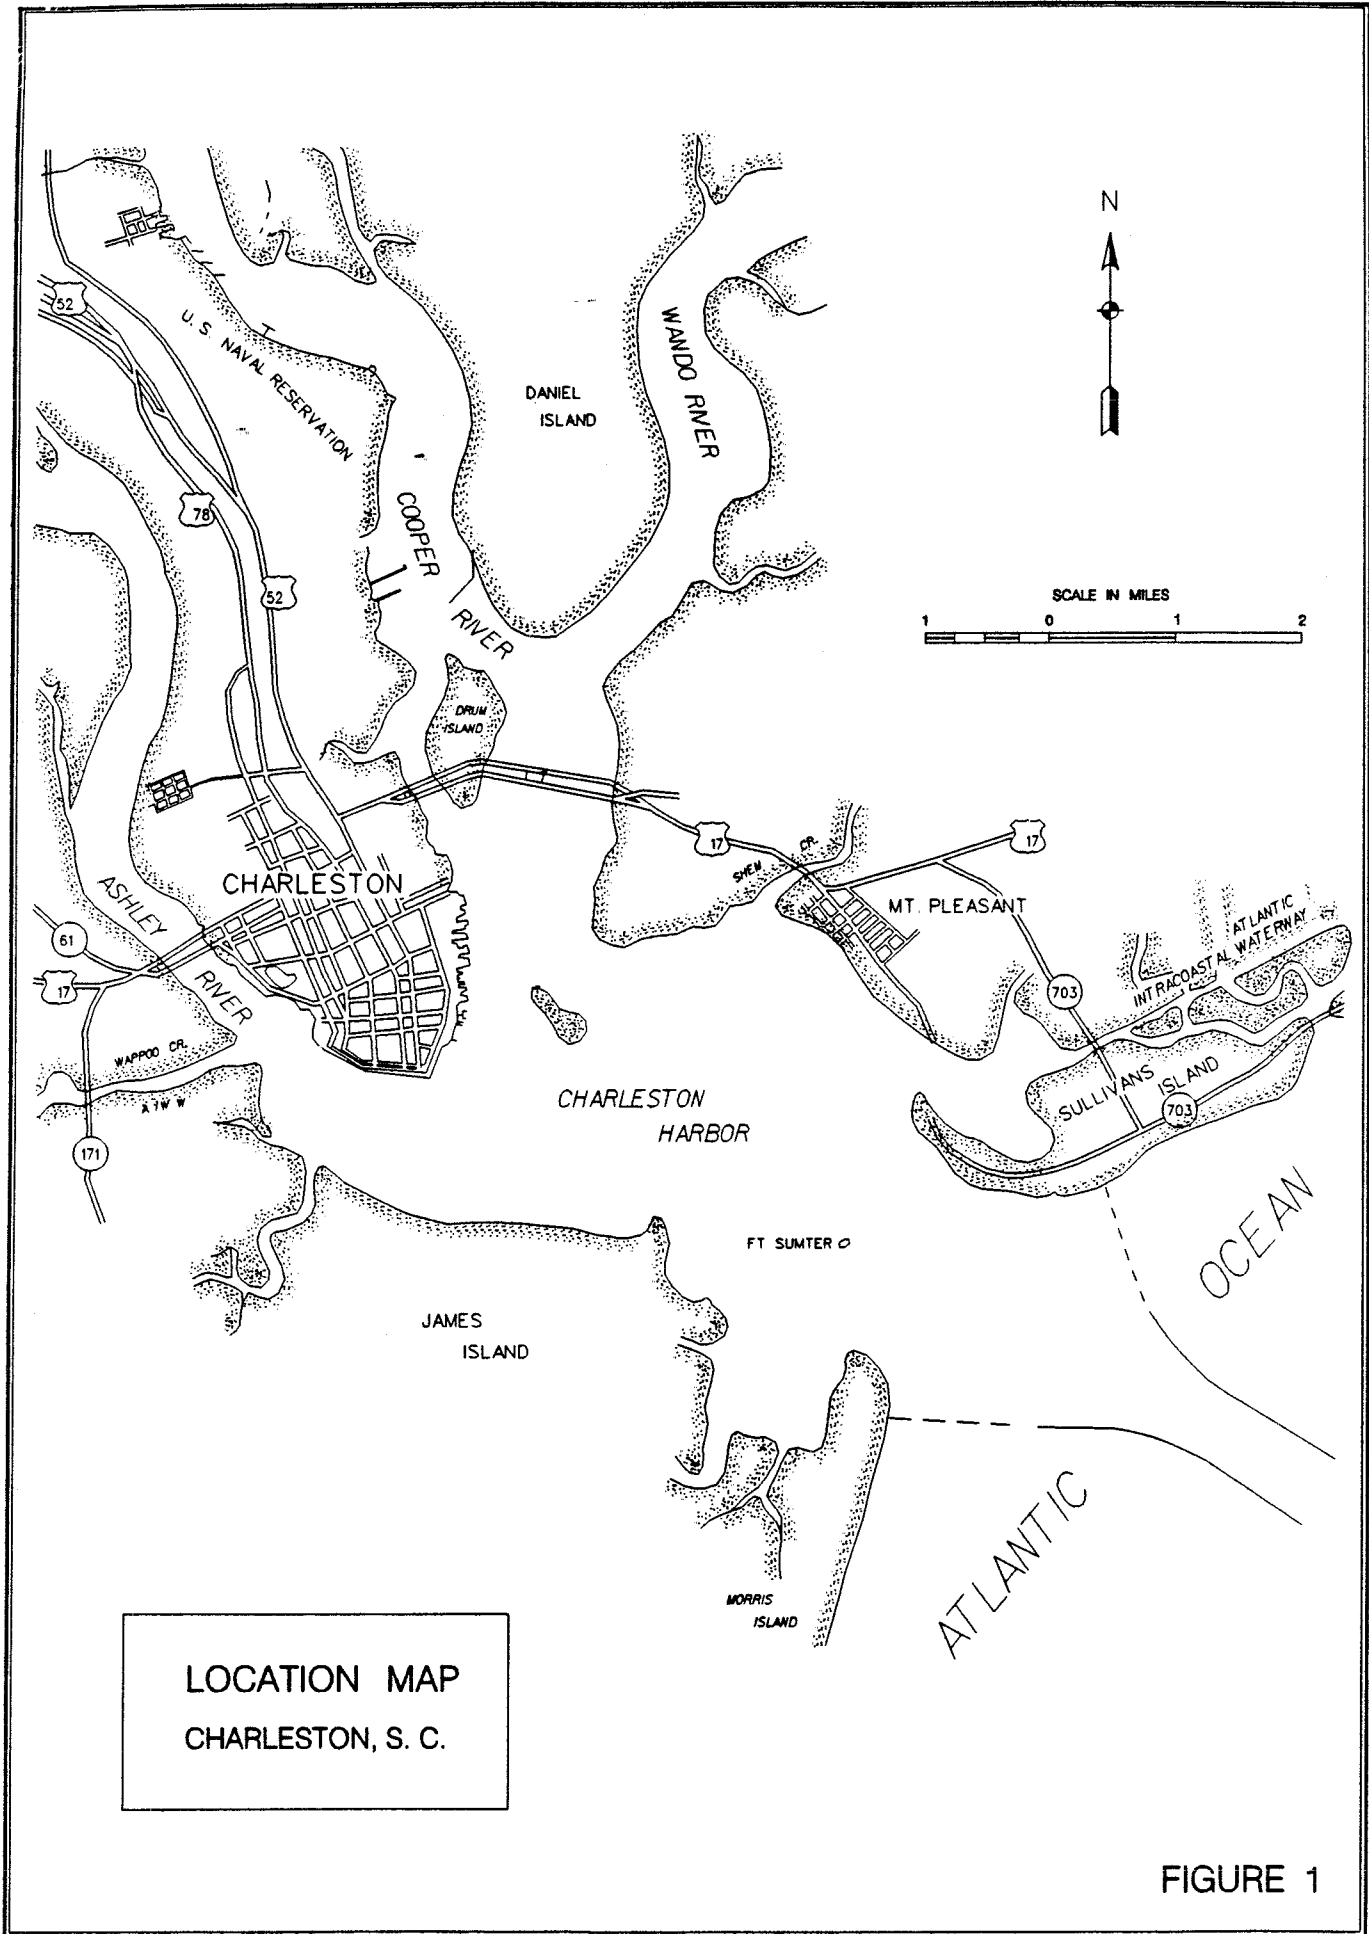 N
52
U. S. NAVAL RESERVATION
WANDO RIVER
DANIEL
ISLAND
78
COOPER
RIVER
52
SCALE IN MILES
1 0 1 2
DRUM
ISLAND
17
SHEM CR.
17
CHARLESTON
MT. PLEASANT
ASHLEY
RIVER
61
17
ATLANTIC
INTRACOASTAL WATERWAY
703
WAPPOO CR.
A I W W
SULLIVANS
ISLAND
703
CHARLESTON
HARBOR
171
FT SUMTER
OCEAN
JAMES
ISLAND
ATLANTIC
MORRIS
ISLAND
LOCATION MAP
CHARLESTON, S. C.
FIGURE 1